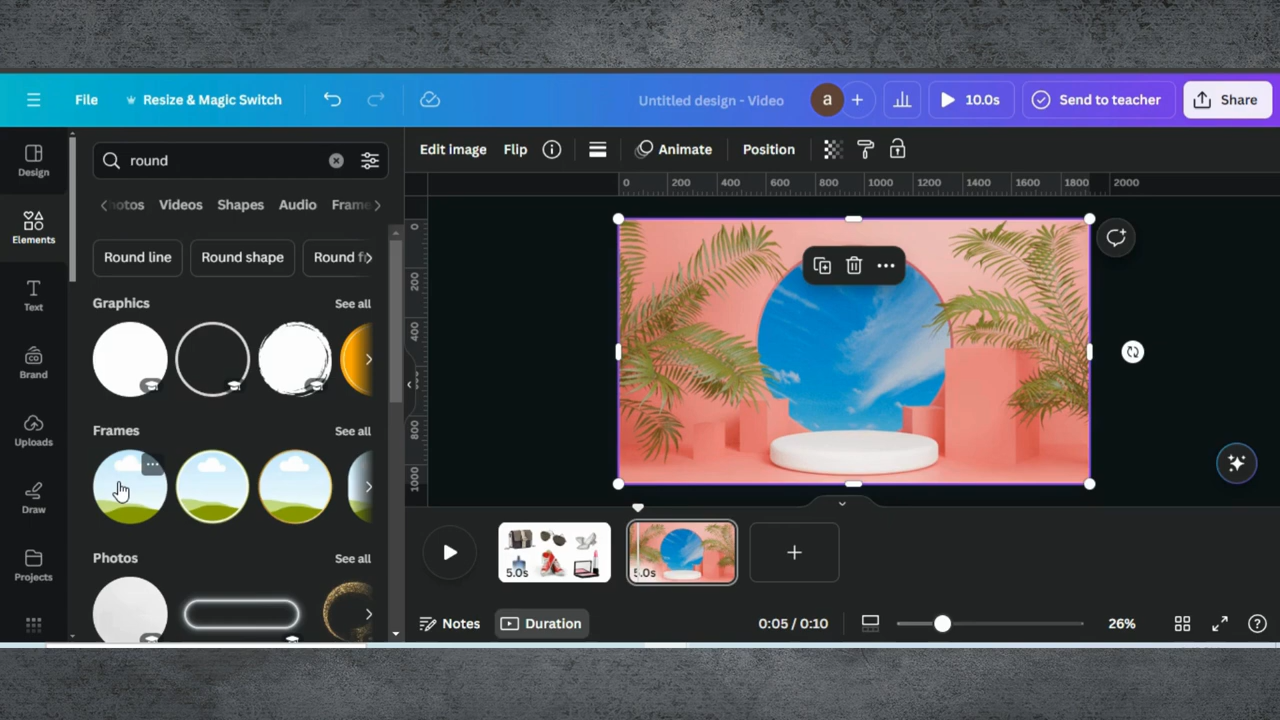 File
Resize & Magic Switch
Untitled design - Video
a
10.0s
Send to teacher
Share
Design
Elements
Text
Brand
Uploads
Draw
Projects
round
Videos
Shapes
Audio
Round line
Round shape
Round
Graphics
See all
Frames
See all
Photos
See all
Edit image
Flip
Animate
Position
0 200 400 600 800 1000 1200 1400 1600 1800 2000
0
200
400
800
1000
5.0s
5.0s
Notes
Duration
0:05 / 0:10
26%